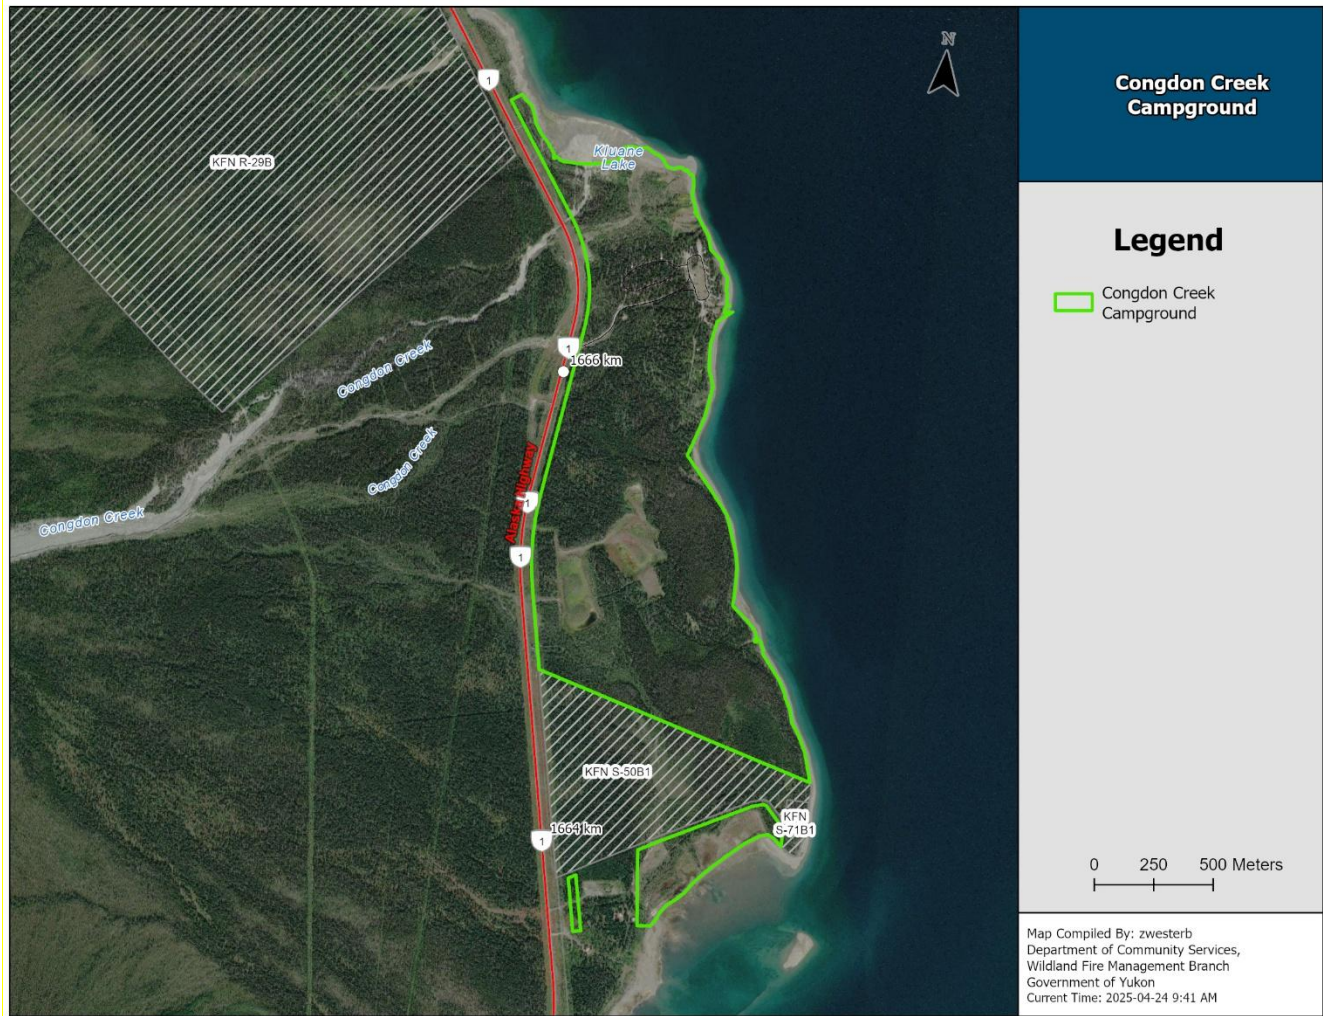 Congdon Creek
Campground
N
1
KFN R-29B
Kluane
Lake
1
1666 km
Congdon Creek
Congdon Creek
Congdon Creek
Alaska Highway
1
1
KFN S-50B1
KFN
S-71B1
1664 km
1
Legend
Congdon Creek
Campground
0 250 500 Meters
Map Compiled By: zwesterb
Department of Community Services,
Wildland Fire Management Branch
Government of Yukon
Current Time: 2025-04-24 9:41 AM